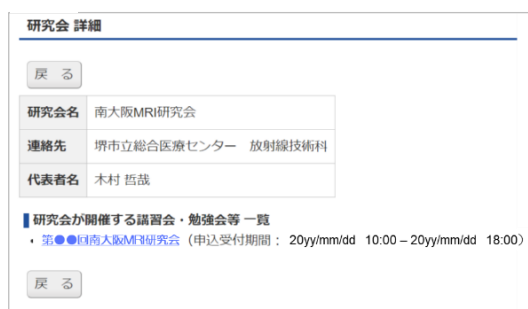 研究会 詳細
戻 る
研究会名 南大阪MRI研究会
連絡先 堺市立総合医療センター 放射線技術科
代表者名 木村 哲哉
研究会が開催する講習会・勉強会等 一覧
・ 第●●回南大阪MRI研究会（申込受付期間： 20yy/mm/dd 10:00 – 20yy/mm/dd 18:00）
戻 る